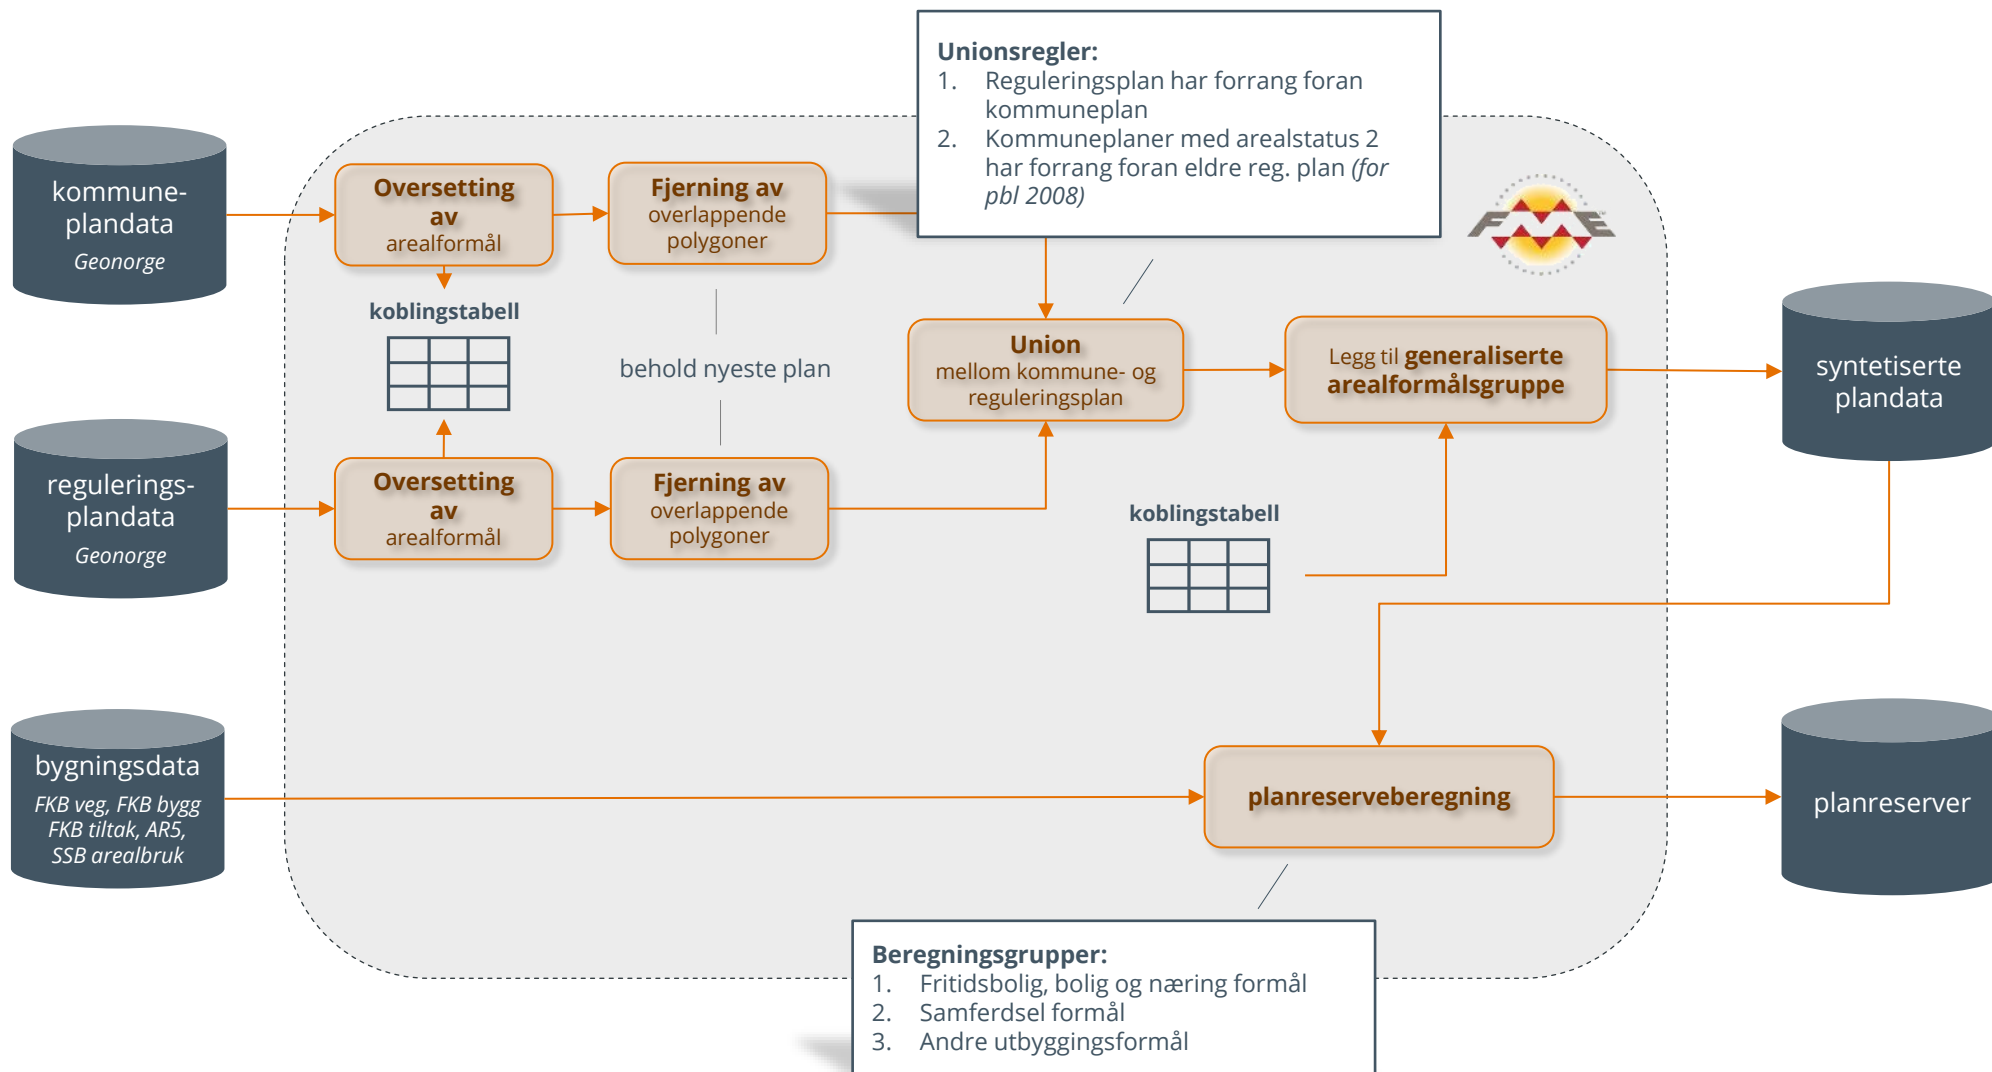 Unionsregler:
1. Reguleringsplan har forrang foran
kommuneplan
2. Kommuneplaner med arealstatus 2
har forrang foran eldre reg. plan (for
pbl 2008)
kommune-
plandata
Geonorge
Oversetting
av
arealformål
Fjerning av
overlappende
polygoner
FME
koblingstabell
behold nyeste plan
Union
mellom kommune- og
reguleringsplan
Legg til generaliserte
arealformålsgruppe
syntetiserte
plandata
regulerings-
plandata
Geonorge
Oversetting
av
arealformål
Fjerning av
overlappende
polygoner
koblingstabell
bygningsdata
FKB veg, FKB bygg
FKB tiltak, AR5,
SSB arealbruk
planreserveberegning
planreserver
Beregningsgrupper:
1. Fritidsbolig, bolig og næring formål
2. Samferdsel formål
3. Andre utbyggingsformål